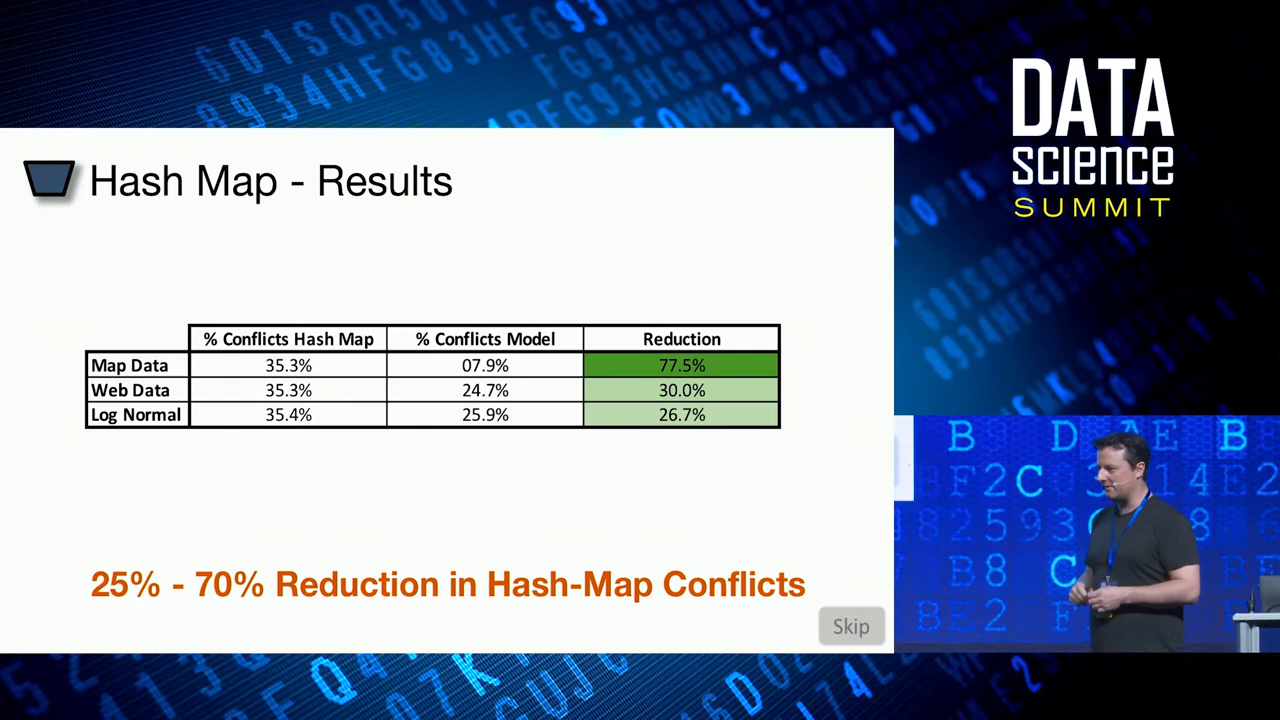 DATA
SCIENCE
SUMMIT
Hash Map - Results
% Conflicts Hash Map % Conflicts Model Reduction
Map Data 35.3% 07.9% 77.5%
Web Data 35.3% 24.7% 30.0%
Log Normal 35.4% 25.9% 26.7%
25% - 70% Reduction in Hash-Map Conflicts
Skip